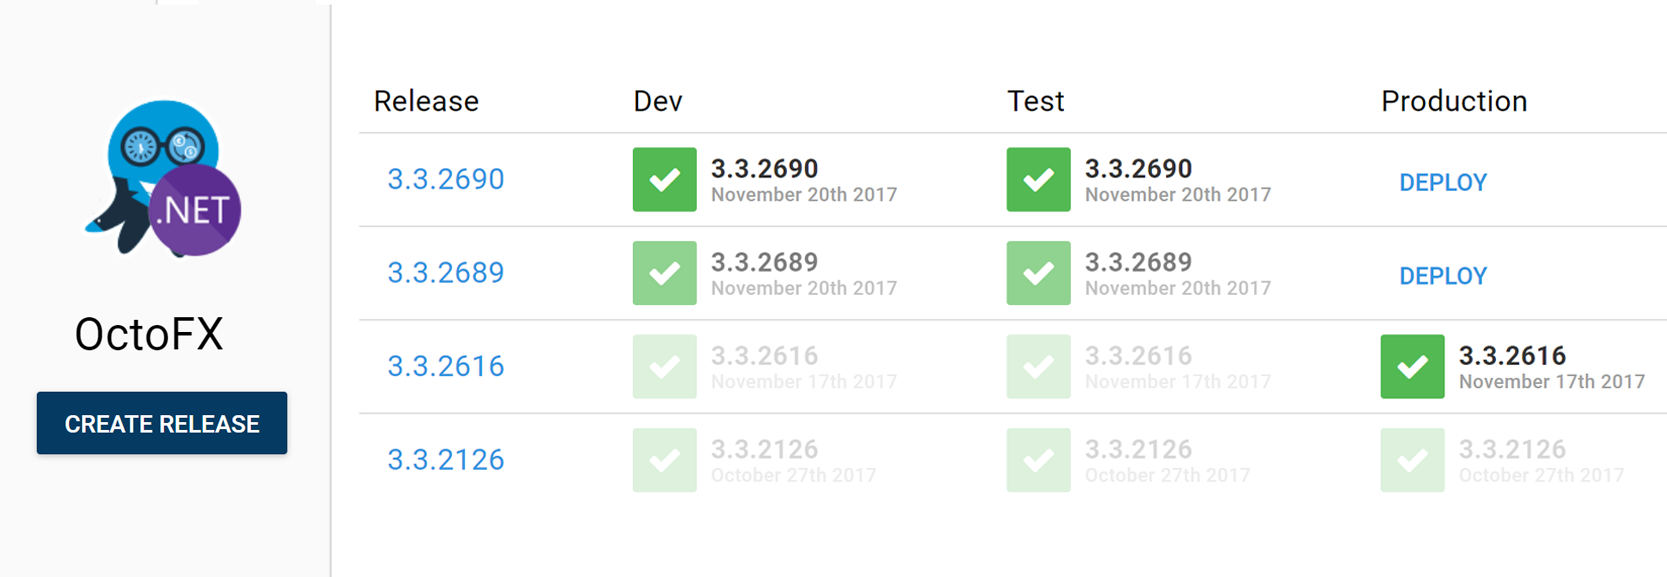 .NET
OctoFX
CREATE RELEASE
Release Dev Test Production
3.3.2690 3.3.2690 3.3.2690 DEPLOY
November 20th 2017 November 20th 2017
3.3.2689 3.3.2689 3.3.2689 DEPLOY
November 20th 2017 November 20th 2017
3.3.2616 3.3.2616 3.3.2616 3.3.2616
November 17th 2017 November 17th 2017 November 17th 2017
3.3.2126 3.3.2126 3.3.2126 3.3.2126
October 27th 2017 October 27th 2017 October 27th 2017